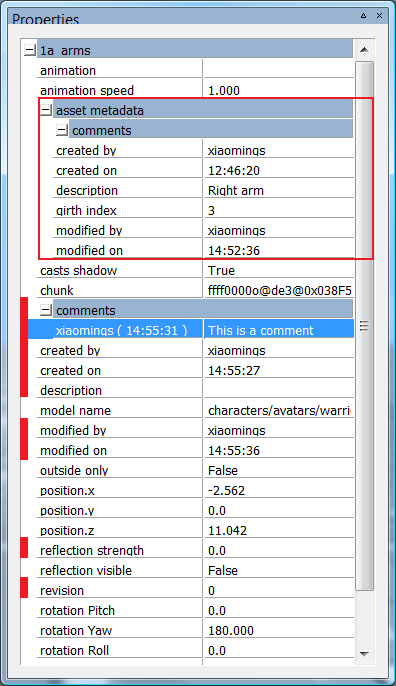 Properties
1a_arms
animation
animation speed 1.000
asset metadata
comments
created by xiaomings
created on 12:46:20
description Right arm
girth index 3
modified by xiaomings
modified on 14:52:36
casts shadow True
chunk ffff0000o@de3@0x038F5
comments
xiaomings ( 14:55:31 ) This is a comment
created by xiaomings
created on 14:55:27
description
model name characters/avatars/warri
modified by xiaomings
modified on 14:55:36
outside only False
position.x -2.562
position.y 0.0
position.z 11.042
reflection strength 0.0
reflection visible False
revision 0
rotation Pitch 0.0
rotation Yaw 180.000
rotation Roll 0.0